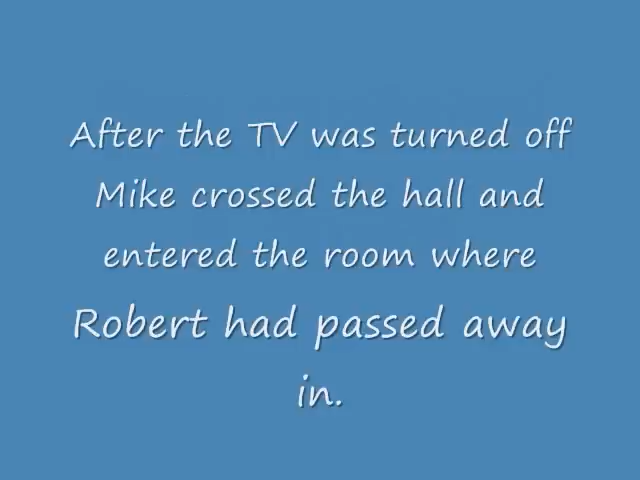 After the TV was turned off
Mike crossed the hall and
entered the room where
Robert had passed away
in.